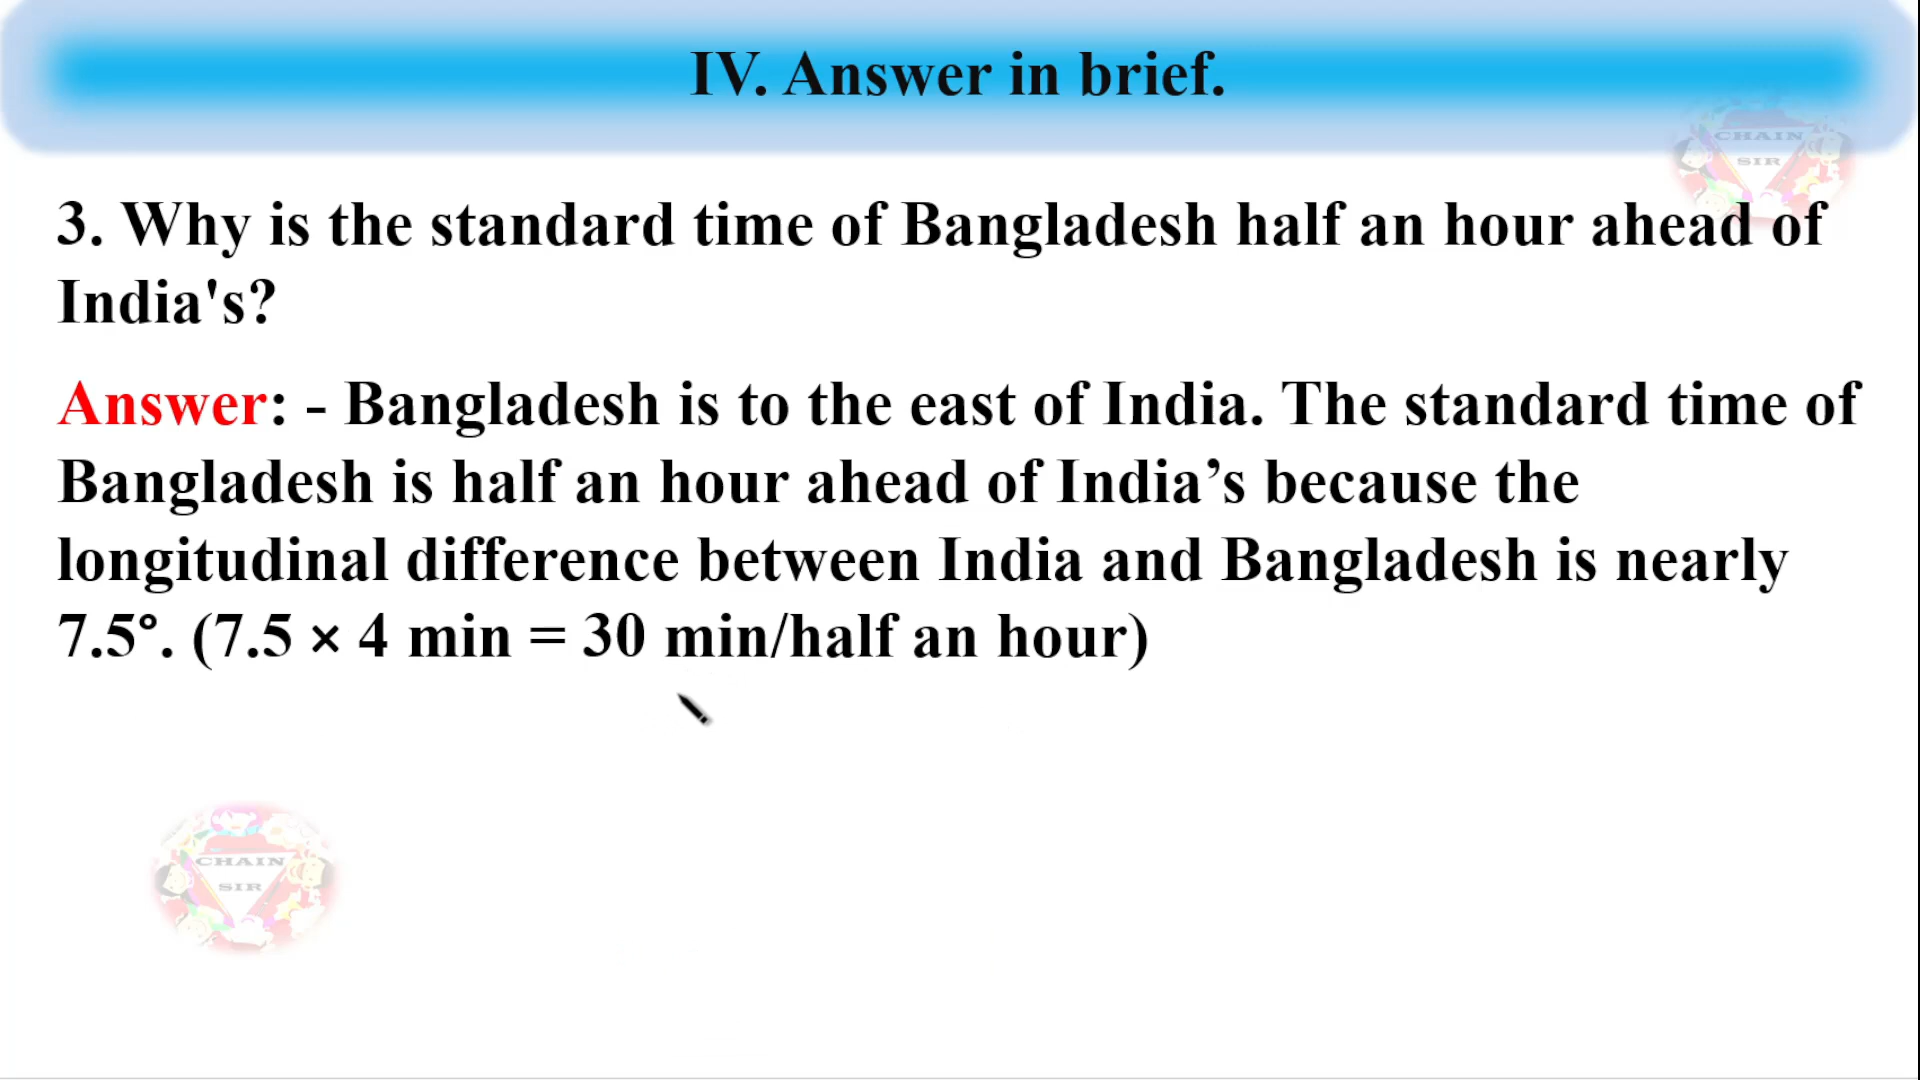 IV. Answer in brief.
CHAIN
SIR
3. Why is the standard time of Bangladesh half an hour ahead of
India's?
Answer: - Bangladesh is to the east of India. The standard time of
Bangladesh is half an hour ahead of India’s because the
longitudinal difference between India and Bangladesh is nearly
7.5°. (7.5 × 4 min = 30 min/half an hour)
CHAIN
SIR